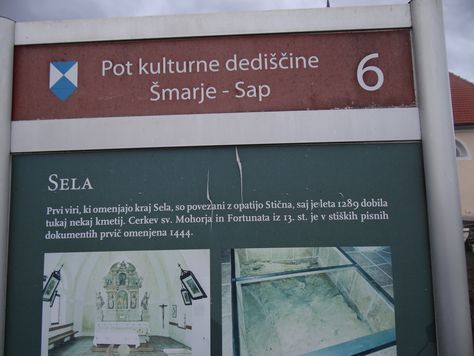 Pot kulturne dediščine
Šmarje - Sap
6
SELA
Prvi viri, ki omenjajo kraj Sela, so povezani z opatijo Stična, saj je leta 1289 dobila
tukaj nekaj kmetij. Cerkev sv. Mohorja in Fortunata iz 13. st. je v stiških pisnih
dokumentih prvič omenjena 1444.